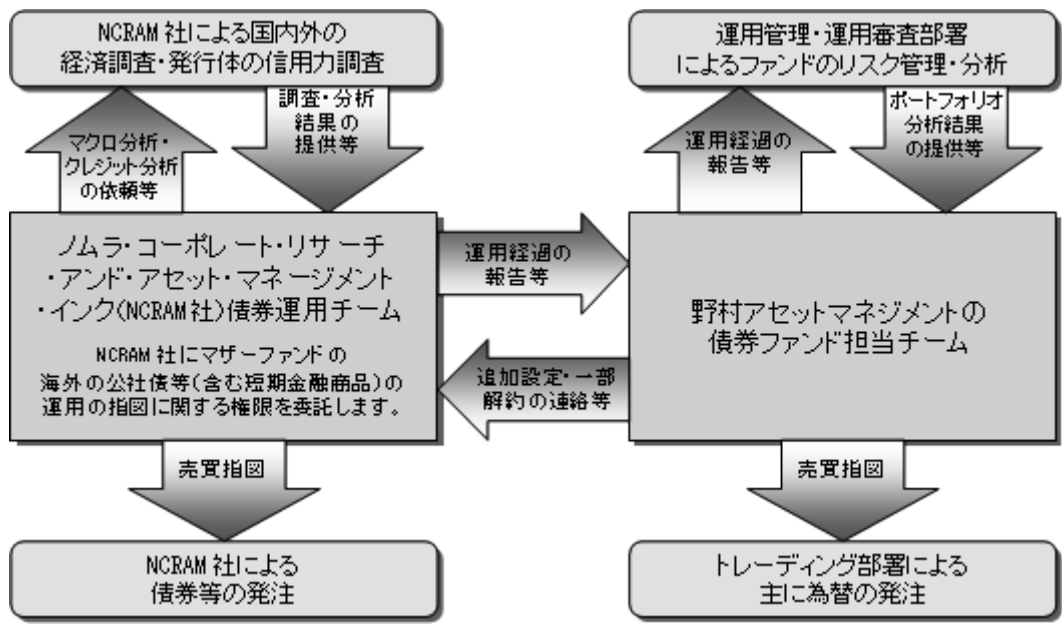 NCRAM社による国内外の
経済調査・発行体の信用力調査
運用管理・運用審査部署
によるファンドのリスク管理・分析
マクロ分析・
クレジット分析
の依頼等
調査・分析
結果の
提供等
運用経過の
報告等
ポートフォリオ
分析結果
の提供等
ノムラ・コーポレート・リサーチ
・アンド・アセット・マネージメント
・インク(NCRAM社)債券運用チーム
NCRAM社にマザーファンドの
海外の公社債等(含む短期金融商品)の
運用の指図に関する権限を委託します。
運用経過の
報告等
追加設定・一部
解約の連絡等
野村アセットマネジメントの
債券ファンド担当チーム
売買指図
売買指図
NCRAM社による
債券等の発注
トレーディング部署による
主に為替の発注